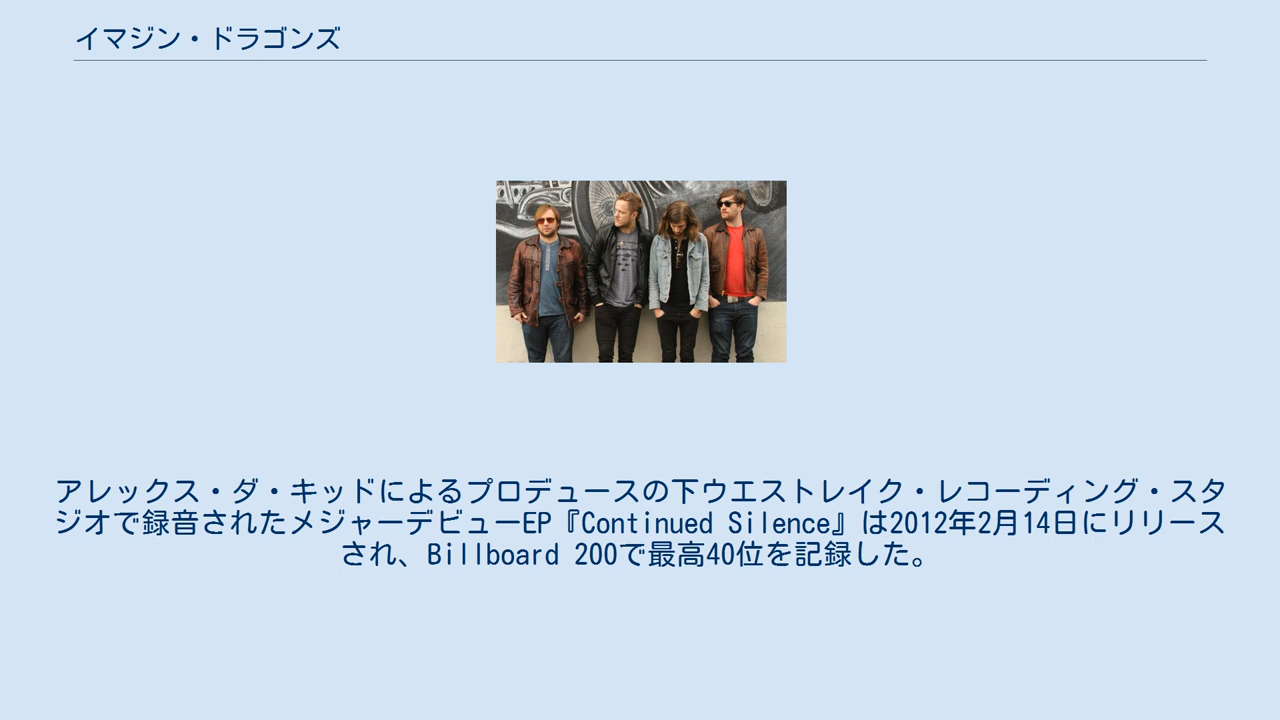 イマジン・ドラゴンズ
アレックス・ダ・キッドによるプロデュースの下ウエストレイク・レコーディング・スタ
ジオで録音されたメジャーデビューEP『Continued Silence』は2012年2月14日にリリース
され、Billboard 200で最高40位を記録した。